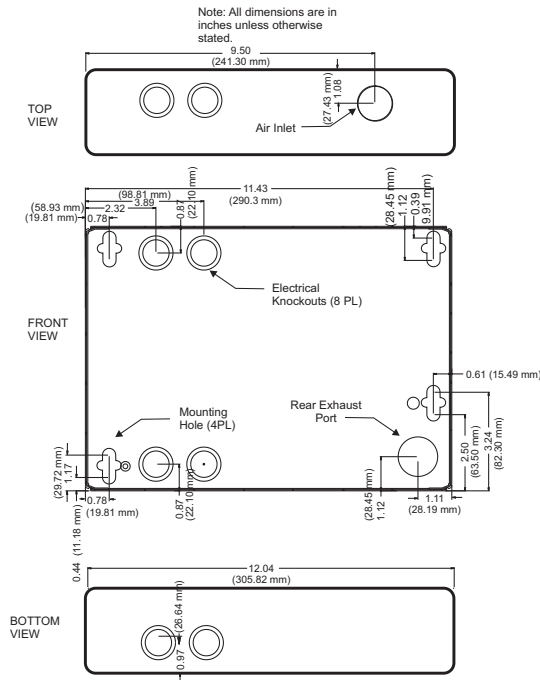 Note: All dimensions are in
inches unless otherwise
stated.
9.50
(241.30 mm)
(27.43 mm)
1.08
TOP
VIEW
Air Inlet
11.43
(290.3 mm)
(98.81 mm)
3.89
(58.93 mm)
2.32
(19.81 mm)
0.78
0.87
(22.10 mm)
(28.45 mm)
1.12
0.39
9.91 mm)
Electrical
Knockouts (8 PL)
FRONT
VIEW
0.61 (15.49 mm)
Mounting
Hole (4PL)
Rear Exhaust
Port
(29.72 mm)
1.17
0.78
(19.81 mm)
0.44 (11.18 mm)
0.87
(22.10 mm)
(28.45 mm)
1.12
2.50
(63.50 mm)
3.24
(82.30 mm)
1.11
(28.19 mm)
12.04
(305.82 mm)
BOTTOM
VIEW
(26.64 mm)
0.97